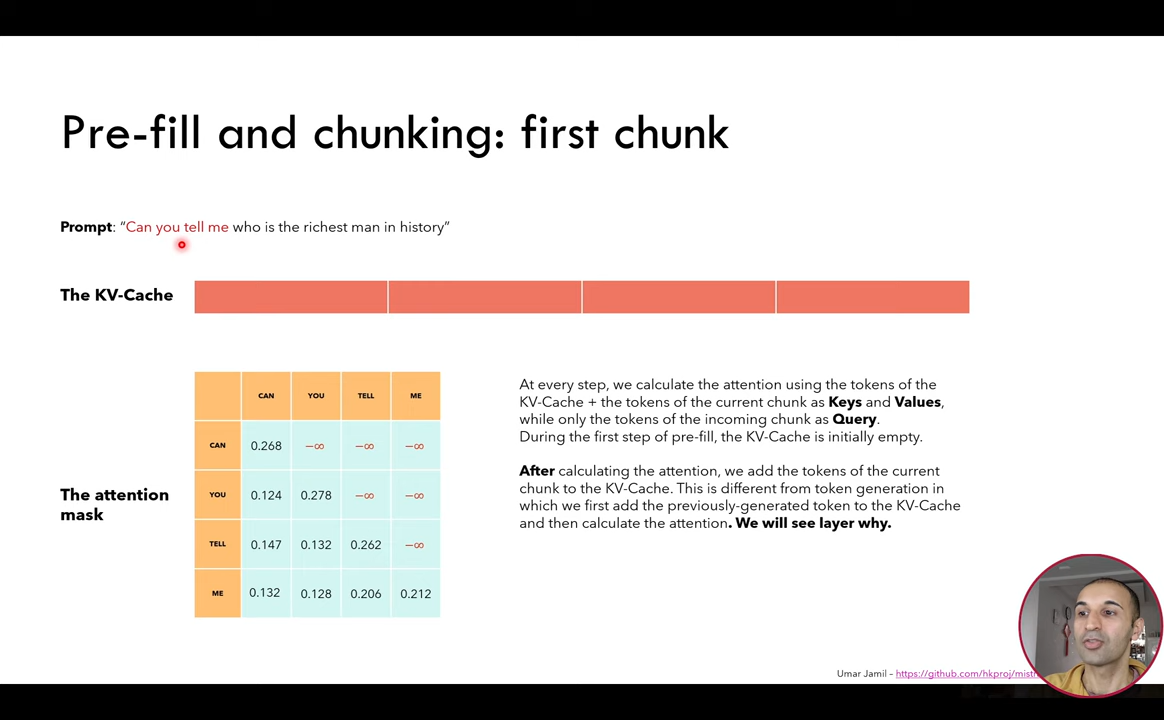 Pre-fill and chunking: first chunk
Prompt: “Can you tell me who is the richest man in history”
The KV-Cache
CAN YOU TELL ME
CAN 0.268 -∞ -∞ -∞
YOU 0.124 0.278 -∞ -∞
TELL 0.147 0.132 0.262 -∞
ME 0.132 0.128 0.206 0.212
The attention
mask
At every step, we calculate the attention using the tokens of the
KV-Cache + the tokens of the current chunk as Keys and Values,
while only the tokens of the incoming chunk as Query.
During the first step of pre-fill, the KV-Cache is initially empty.
After calculating the attention, we add the tokens of the current
chunk to the KV-Cache. This is different from token generation in
which we first add the previously-generated token to the KV-Cache
and then calculate the attention. We will see layer why.
Umar Jamil – https://github.com/hkproj/mist